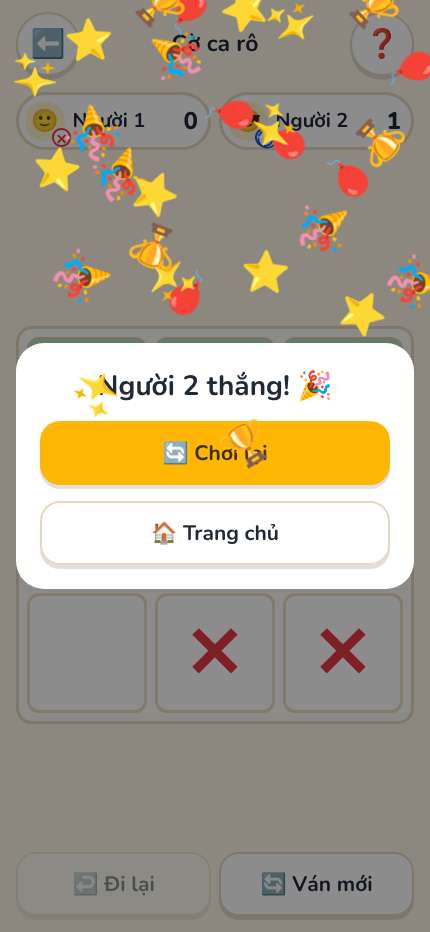 Cờ ca rô
Người 1 0
Người 2 1
Người 2 thắng!
Chơi lại
Trang chủ
Đi lại
Ván mới